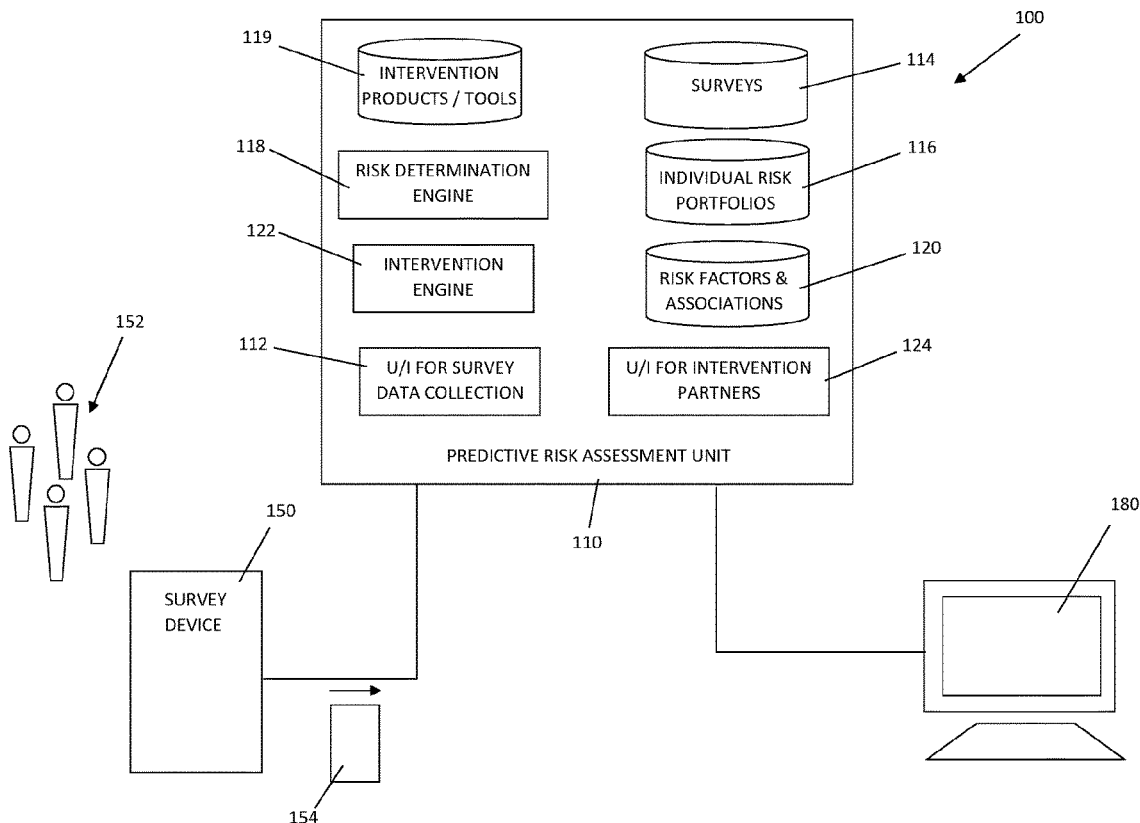 100
119
INTERVENTION
PRODUCTS / TOOLS
SURVEYS
114
118
RISK DETERMINATION
ENGINE
INDIVIDUAL RISK
PORTFOLIOS
116
122
INTERVENTION
ENGINE
RISK FACTORS &
ASSOCIATIONS
120
152
112
U/I FOR SURVEY
DATA COLLECTION
U/I FOR INTERVENTION
PARTNERS
124
PREDICTIVE RISK ASSESSMENT UNIT
110
150
SURVEY
DEVICE
180
154